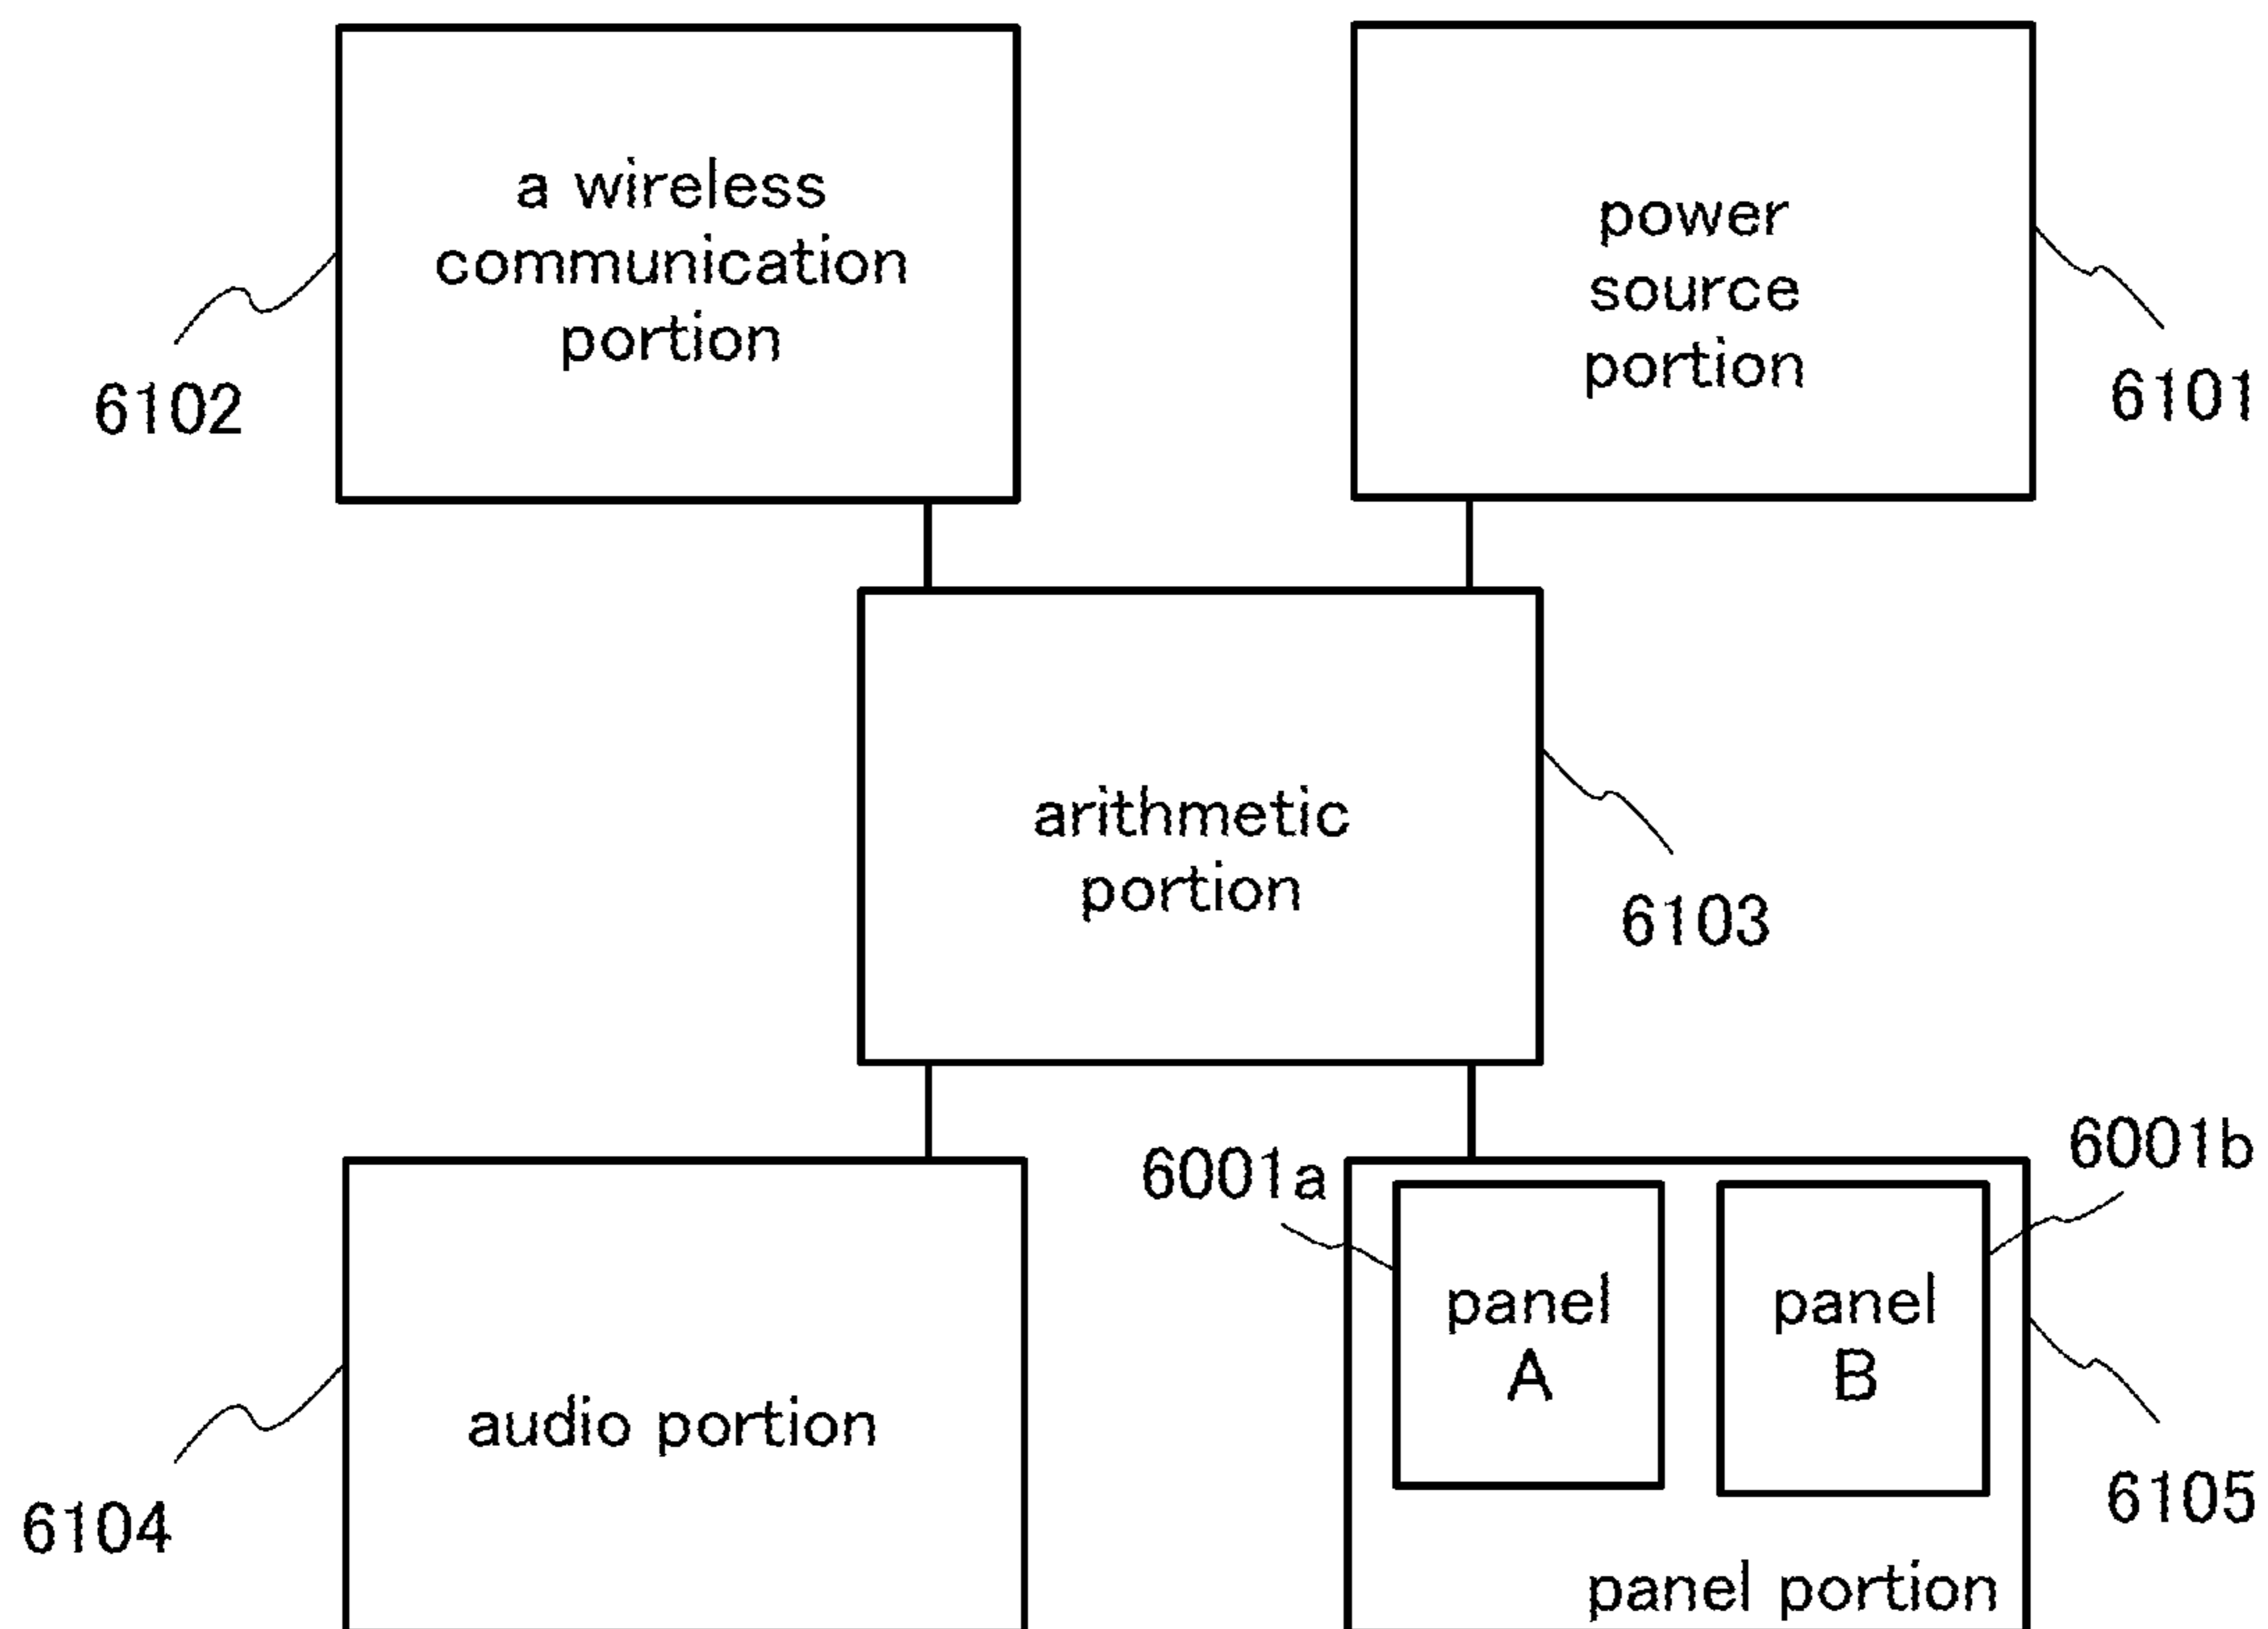 a wireless
communication
portion
6102
power
source
portion
6101
arithmetic
portion
6103
audio portion
6104
6001a
6001b
panel
A
panel
B
6105
panel portion